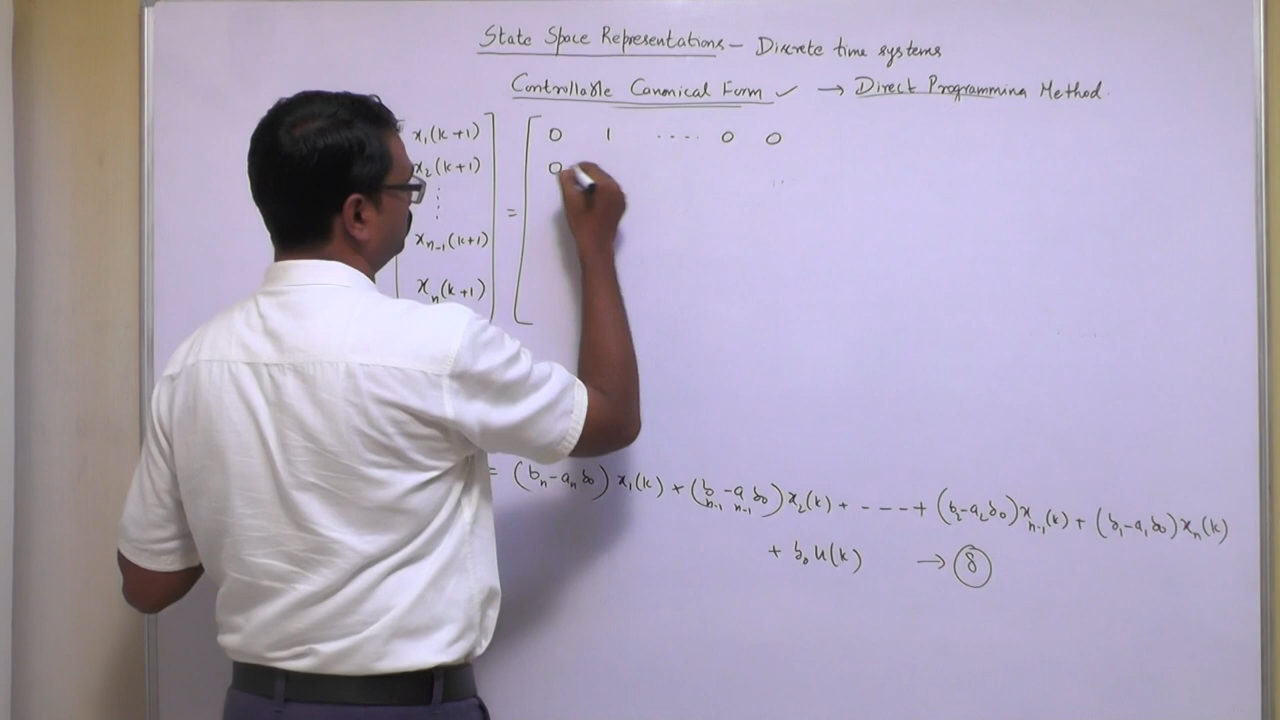 State Space Representations – Discrete time systems
Controllable Canonical Form ✓ → Direct Programming Method.
x₁(k+1) 0 1 ..... 0 0
x₂(k+1) = 0
⋮
xₙ₋₁(k+1)
xₙ(k+1)
= (bₙ-aₙb₀) x₁(k) + (bₙ₋₁-aₙ₋₁b₀) x₂(k) + - - - - + (b₂-a₂b₀) xₙ₋₁(k) + (b₁-a₁b₀) xₙ(k)
+ b₀ u(k) → ⑧